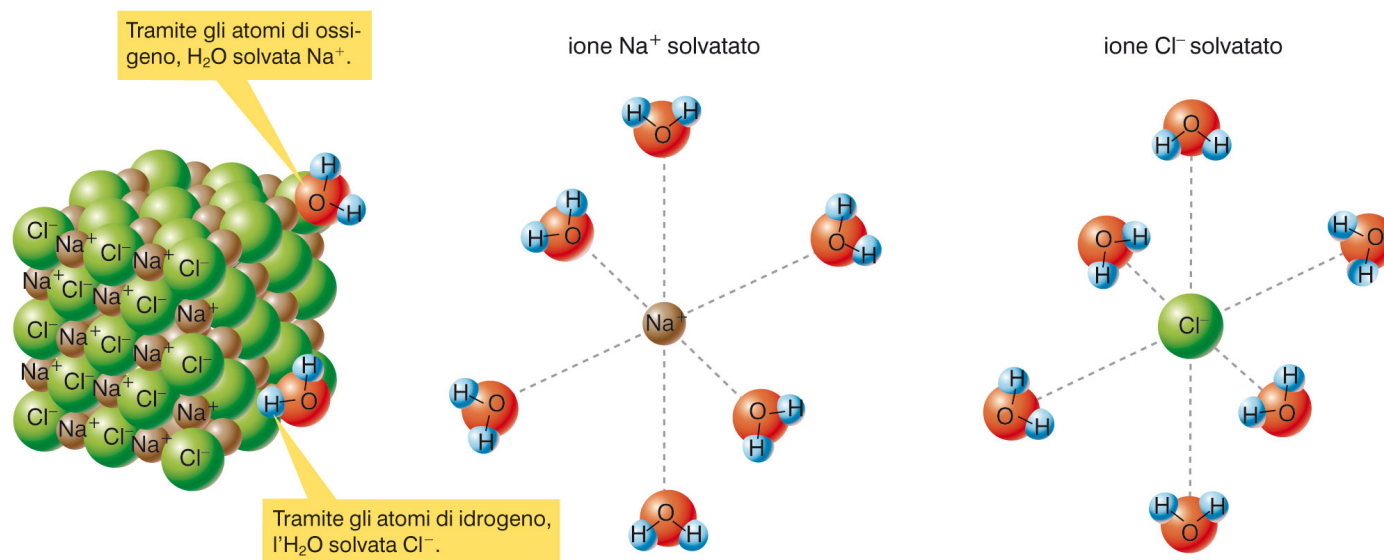 Tramite gli atomi di ossi-
geno, H₂O solvata Na⁺.
ione Na⁺ solvatato
ione Cl⁻ solvatato
H
H
O
Cl⁻
Na⁺
Cl⁻
Na⁺
Cl⁻
Na⁺
Cl⁻
Na⁺
Cl⁻
Na⁺
Cl⁻
Na⁺
Cl⁻
Na⁺
Cl⁻
Na⁺
Cl⁻
Na⁺
Cl⁻
Na⁺
Cl⁻
Na⁺
Cl⁻
Na⁺
Cl⁻
H
H
O
H
H
O
H
H
O
H
O
H
Na⁺
H
O
H
O
H
H
O
H
H
O
H
H
O
H
H
H
O
H
Cl⁻
H
O
H
H
H
O
H
H
O
Tramite gli atomi di idrogeno,
l'H₂O solvata Cl⁻.